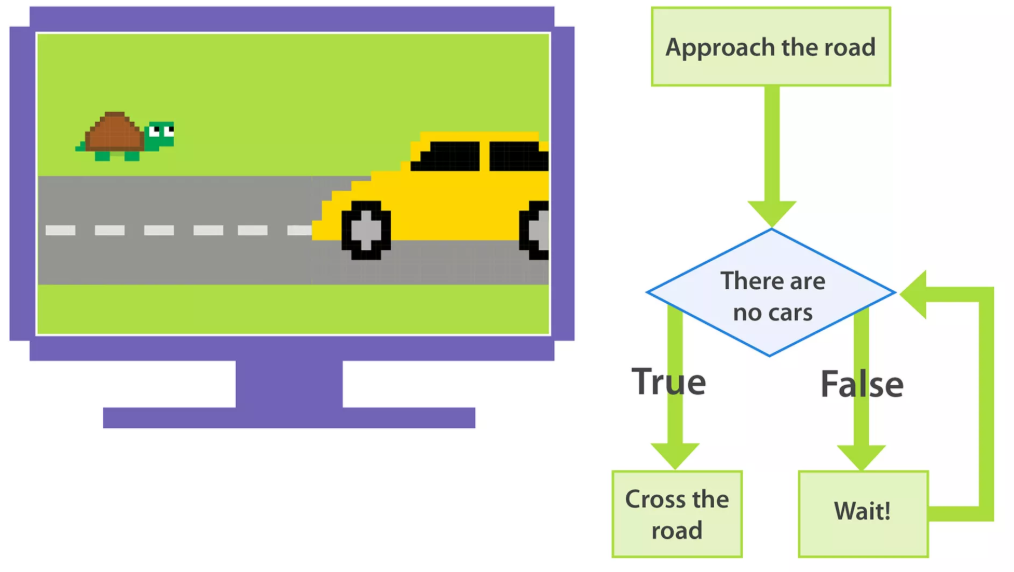 Approach the road
There are
no cars
True
False
Cross the
road
Wait!